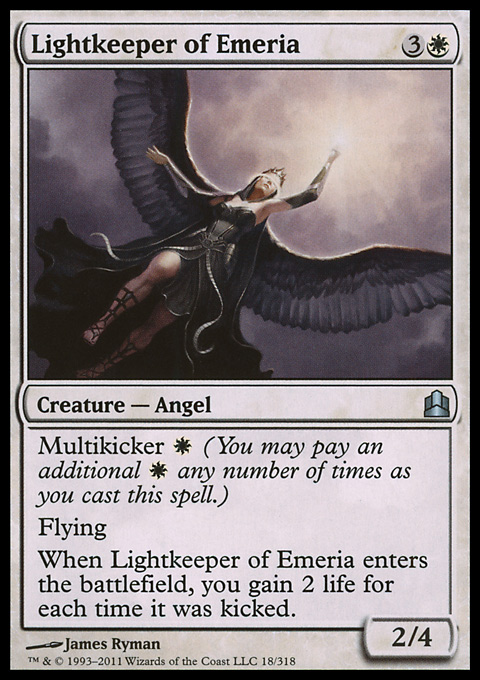 Lightkeeper of Emeria 3
Creature — Angel
Multikicker (You may pay an
additional any number of times as
you cast this spell.)
Flying
When Lightkeeper of Emeria enters
the battlefield, you gain 2 life for
each time it was kicked.
James Ryman
2/4
™ & © 1993–2011 Wizards of the Coast LLC 18/318